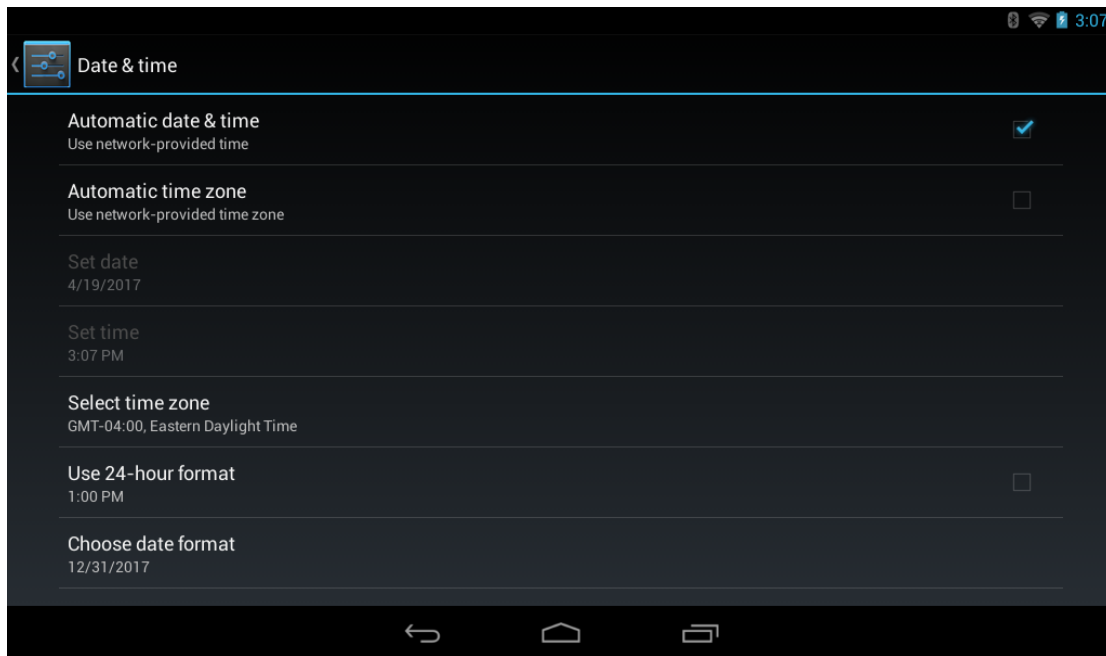 3:07
Date & time
Automatic date & time
Use network-provided time
Automatic time zone
Use network-provided time zone
Set date
4/19/2017
Set time
3:07 PM
Select time zone
GMT-04:00, Eastern Daylight Time
Use 24-hour format
1:00 PM
Choose date format
12/31/2017